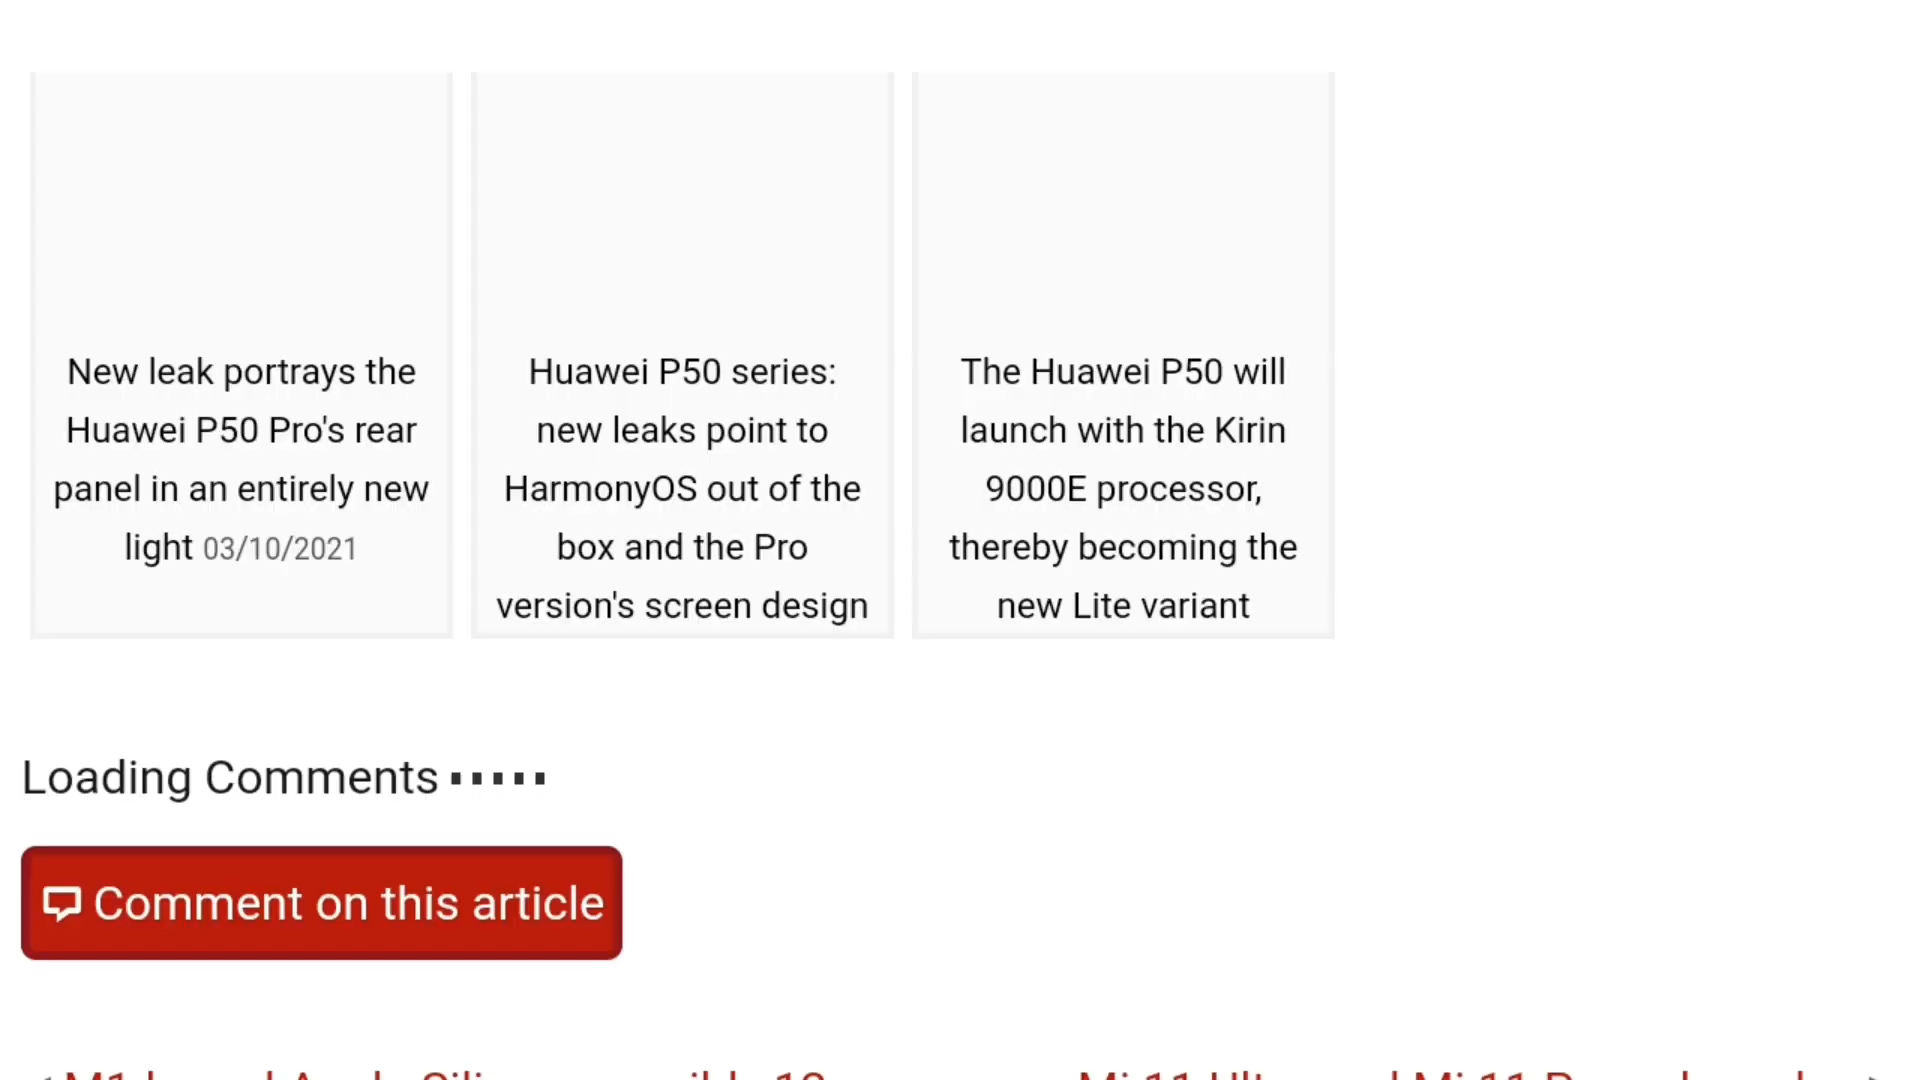 New leak portrays the
Huawei P50 Pro's rear
panel in an entirely new
light 03/10/2021
Huawei P50 series:
new leaks point to
HarmonyOS out of the
box and the Pro
version's screen design
The Huawei P50 will
launch with the Kirin
9000E processor,
thereby becoming the
new Lite variant
Loading Comments
Comment on this article